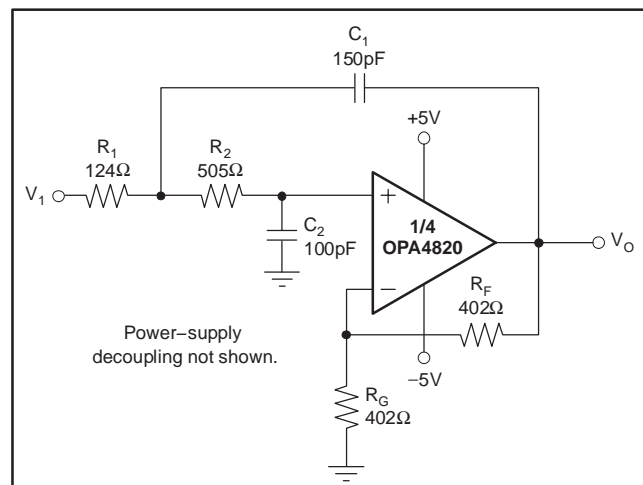 C1
150pF
+5V
R1
124Ω
R2
505Ω
V1
+
1/4
OPA4820
C2
100pF
VO
−
RF
402Ω
Power−supply
decoupling not shown.
−5V
RG
402Ω